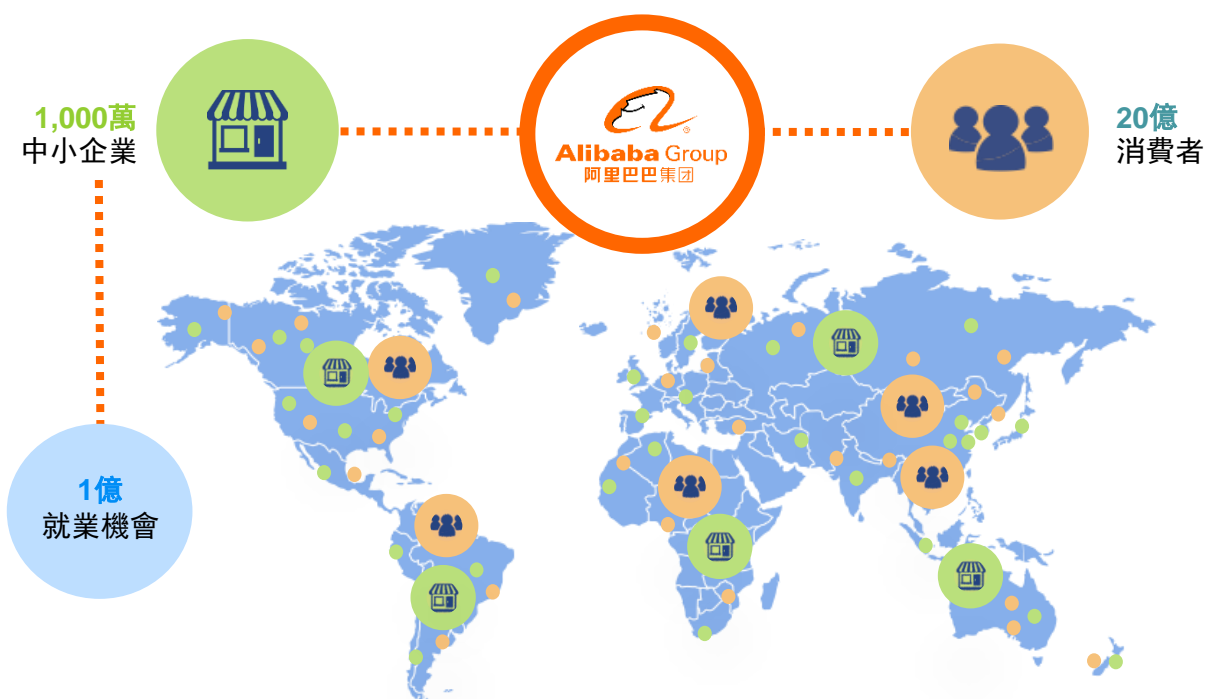 1,000萬
中小企業
Alibaba Group
阿里巴巴集团
20億
消費者
1億
就業機會